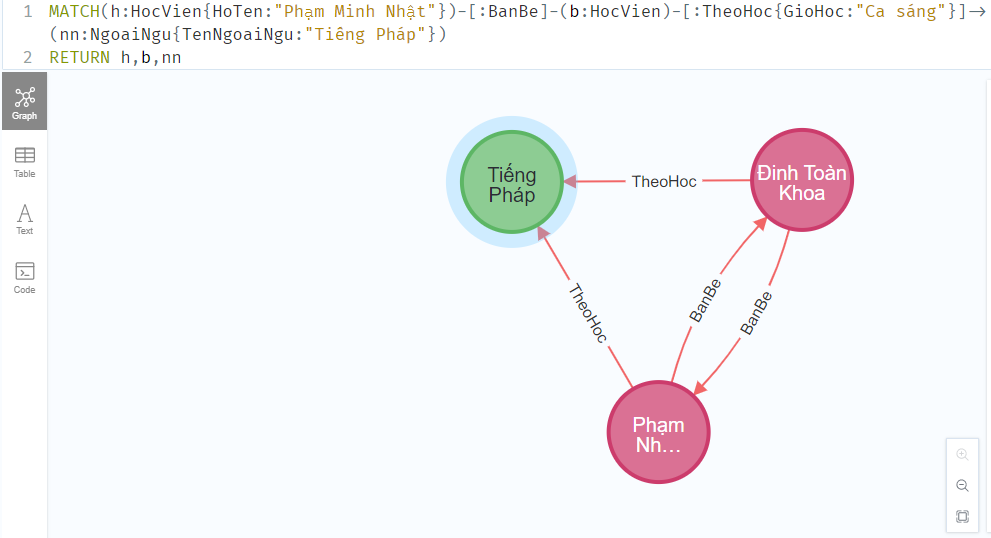 1 MATCH(h:HocVien{HoTen:"Phạm Minh Nhật"})-[:BanBe]-(b:HocVien)-[:TheoHoc{GioHoc:"Ca sáng"}]→
(nn:NgoaiNgu{TenNgoaiNgu:"Tiếng Pháp"})
2 RETURN h,b,nn
Graph
Table
A
Text
Code
Tiếng
Pháp
TheoHoc
Đinh Toàn
Khoa
TheoHoc
BanBe
BanBe
Phạm
Nh...